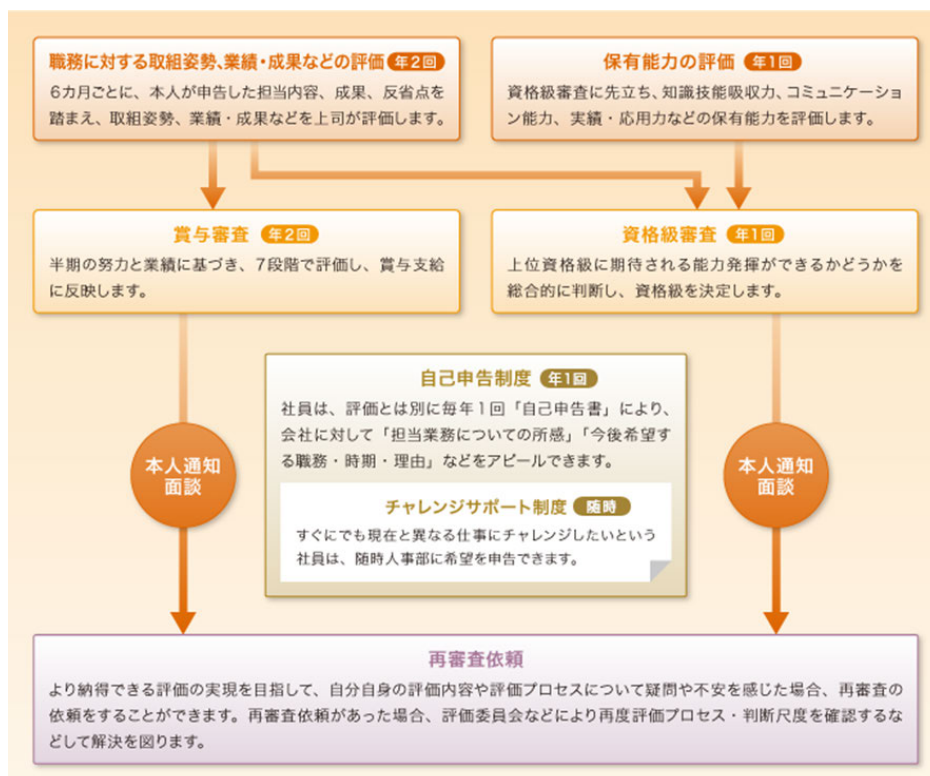 職務に対する取組姿勢、業績・成果などの評価 年2回
6カ月ごとに、本人が申告した担当内容、成果、反省点を
踏まえ、取組姿勢、業績・成果などを上司が評価します。
保有能力の評価 年1回
資格級審査に先立ち、知識技能吸収力、コミュニケーショ
ン能力、実績・応用力などの保有能力を評価します。
賞与審査 年2回
半期の努力と業績に基づき、7段階で評価し、賞与支給
に反映します。
資格級審査 年1回
上位資格級に期待される能力発揮ができるかどうかを
総合的に判断し、資格級を決定します。
自己申告制度 年1回
社員は、評価とは別に毎年1回「自己申告書」により、
会社に対して「担当業務についての所感」「今後希望す
る職務・時期・理由」などをアピールできます。
チャレンジサポート制度 随時
すぐにでも現在と異なる仕事にチャレンジしたいという
社員は、随時人事部に希望を申告できます。
本人通知
面談
本人通知
面談
再審査依頼
より納得できる評価の実現を目指して、自分自身の評価内容や評価プロセスについて疑問や不安を感じた場合、再審査の
依頼をすることができます。再審査依頼があった場合、評価委員会などにより再度評価プロセス・判断尺度を確認するな
どして解決を図ります。